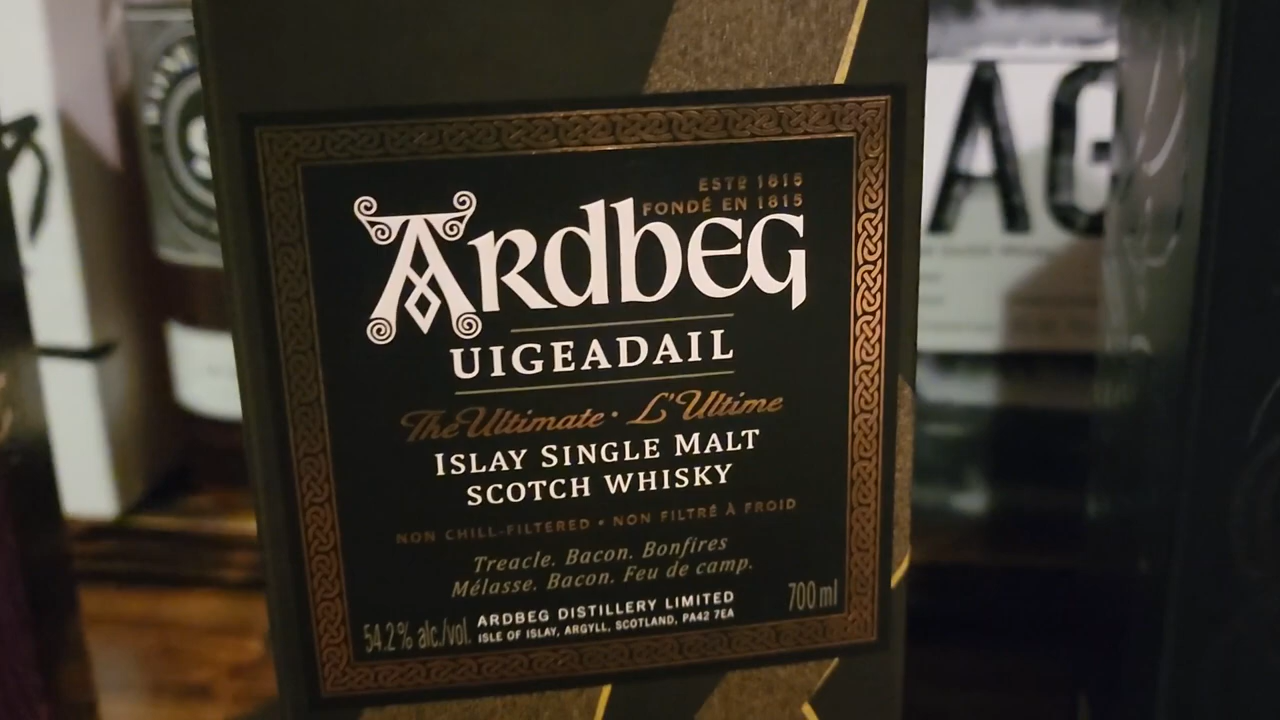 ESTD 1815
FONDÉ EN 1815
ARDBEG
UIGEADAIL
The Ultimate · L'Ultime
ISLAY SINGLE MALT
SCOTCH WHISKY
NON CHILL-FILTERED • NON FILTRÉ À FROID
Treacle. Bacon. Bonfires
Mélasse. Bacon. Feu de camp.
54.2% alc./vol.
ARDBEG DISTILLERY LIMITED
ISLE OF ISLAY, ARGYLL, SCOTLAND, PA42 7EA
700 ml
AG